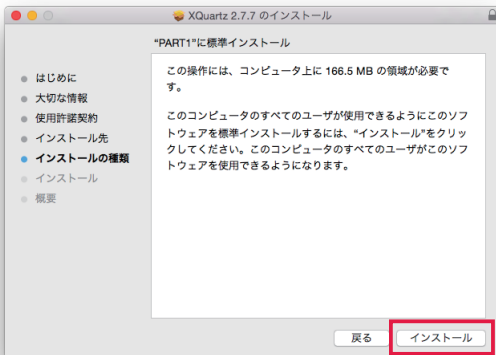 XQuartz 2.7.7 のインストール
“PART1”に標準インストール
はじめに
大切な情報
使用許諾契約
インストール先
インストールの種類
インストール
概要
この操作には、コンピュータ上に 166.5 MB の領域が必要で
す。
このコンピュータのすべてのユーザが使用できるようにこのソフ
トウェアを標準インストールするには、“インストール”をクリッ
クしてください。このコンピュータのすべてのユーザがこのソフ
トウェアを使用できるようになります。
戻る
インストール